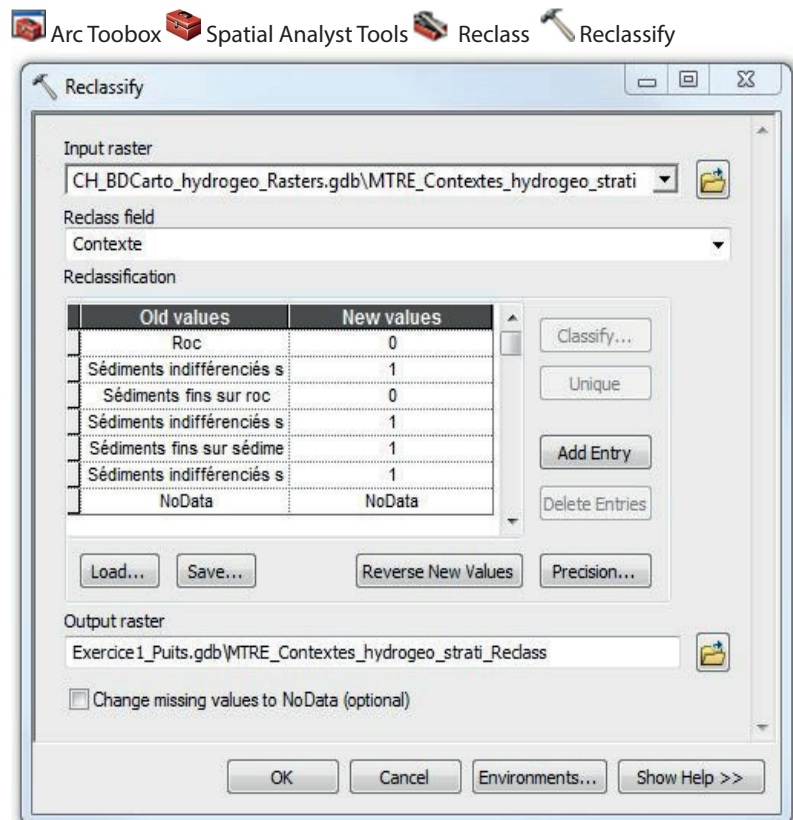 Arc Toobox Spatial Analyst Tools Reclass Reclassify
Reclassify
Input raster
CH_BDCarto_hydrogeo_Rasters.gdb\MTRE_Contextes_hydrogeo_strati
Reclass field
Contexte
Reclassification
Old values New values
Roc 0
Sédiments indifférenciés s 1
Sédiments fins sur roc 0
Sédiments indifférenciés s 1
Sédiments fins sur sédime 1
Sédiments indifférenciés s 1
NoData NoData
Classify...
Unique
Add Entry
Delete Entries
Load... Save... Reverse New Values Precision...
Output raster
Exercice1_Puits.gdb\MTRE_Contextes_hydrogeo_strati_Reclass
Change missing values to NoData (optional)
OK Cancel Environments... Show Help >>